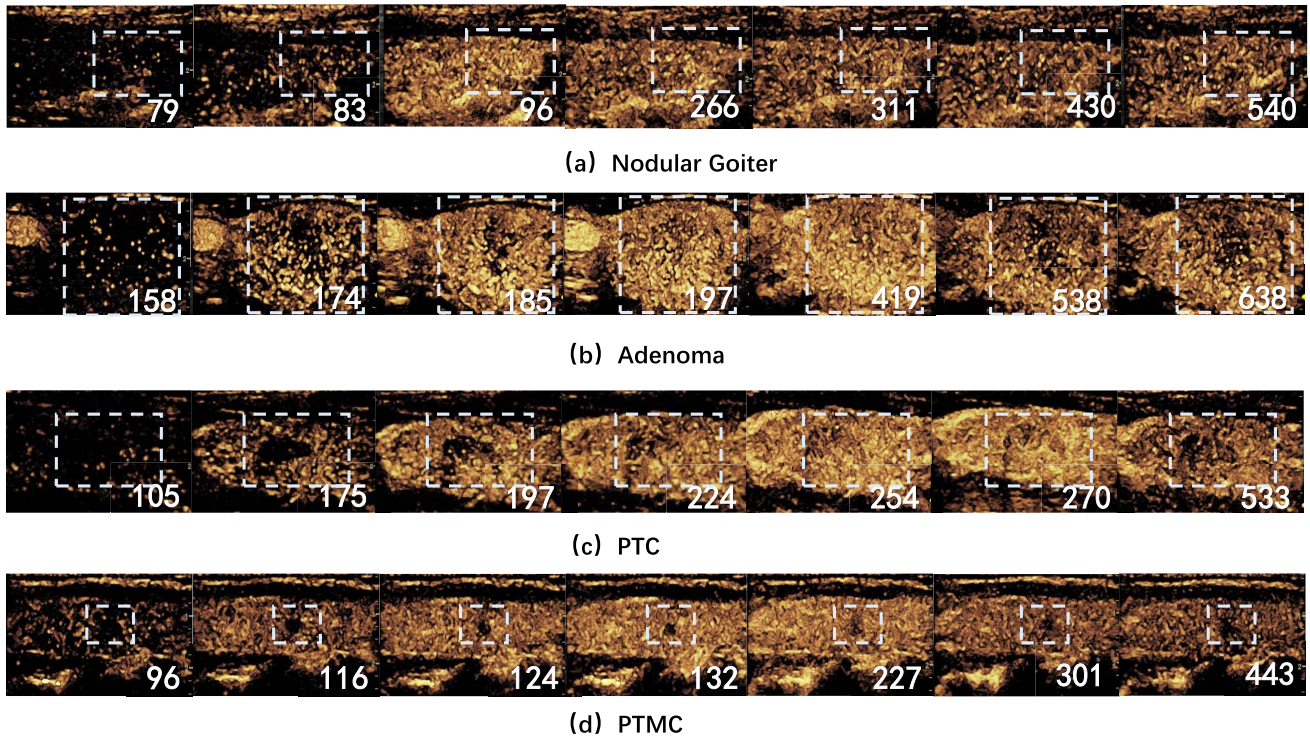 79 83 96 266 311 430 540
(a) Nodular Goiter
158 174 185 197 419 538 638
(b) Adenoma
105 175 197 224 254 270 533
(c) PTC
96 116 124 132 227 301 443
(d) PTMC